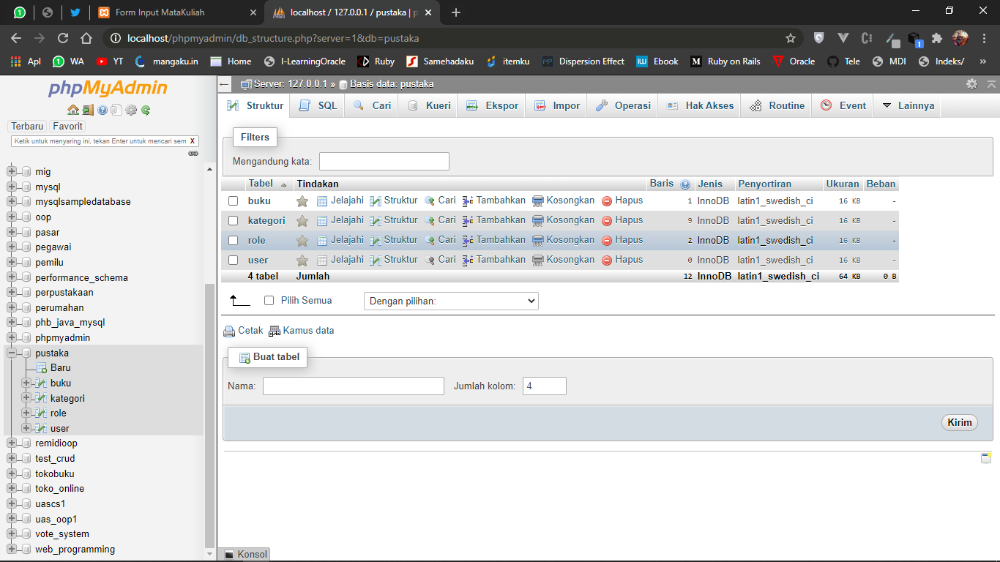 Form Input MataKuliah
localhost / 127.0.0.1 / pustaka | p
localhost/phpmyadmin/db_structure.php?server=1&db=pustaka
Apl WA YT mangaku.in Home I-LearningOracle Ruby Samehadaku itemku Dispersion Effect Ebook Ruby on Rails Oracle Tele MDI Indeks/ »
phpMyAdmin
Terbaru Favorit
Ketik untuk menyaring ini, tekan Enter untuk mencari sem X
mig
mysql
mysqlsampledatabase
oop
pasar
pegawai
pemilu
performance_schema
perpustakaan
perumahan
phb_java_mysql
phpmyadmin
pustaka
Baru
buku
kategori
role
user
remidioop
test_crud
tokobuku
toko_online
uascs1
uas_oop1
vote_system
web_programming
Server: 127.0.0.1 » Basis data: pustaka
Struktur SQL Cari Kueri Ekspor Impor Operasi Hak Akses Routine Event Lainnya
Filters
Mengandung kata:
Tabel Tindakan Baris Jenis Penyortiran Ukuran Beban
buku Jelajahi Struktur Cari Tambahkan Kosongkan Hapus 1 InnoDB latin1_swedish_ci 16 KB -
kategori Jelajahi Struktur Cari Tambahkan Kosongkan Hapus 9 InnoDB latin1_swedish_ci 16 KB -
role Jelajahi Struktur Cari Tambahkan Kosongkan Hapus 2 InnoDB latin1_swedish_ci 16 KB -
user Jelajahi Struktur Cari Tambahkan Kosongkan Hapus 0 InnoDB latin1_swedish_ci 16 KB -
4 tabel Jumlah 12 InnoDB latin1_swedish_ci 64 KB 0 B
Pilih Semua Dengan pilihan:
Cetak Kamus data
Buat tabel
Nama: Jumlah kolom: 4
Kirim
Konsol